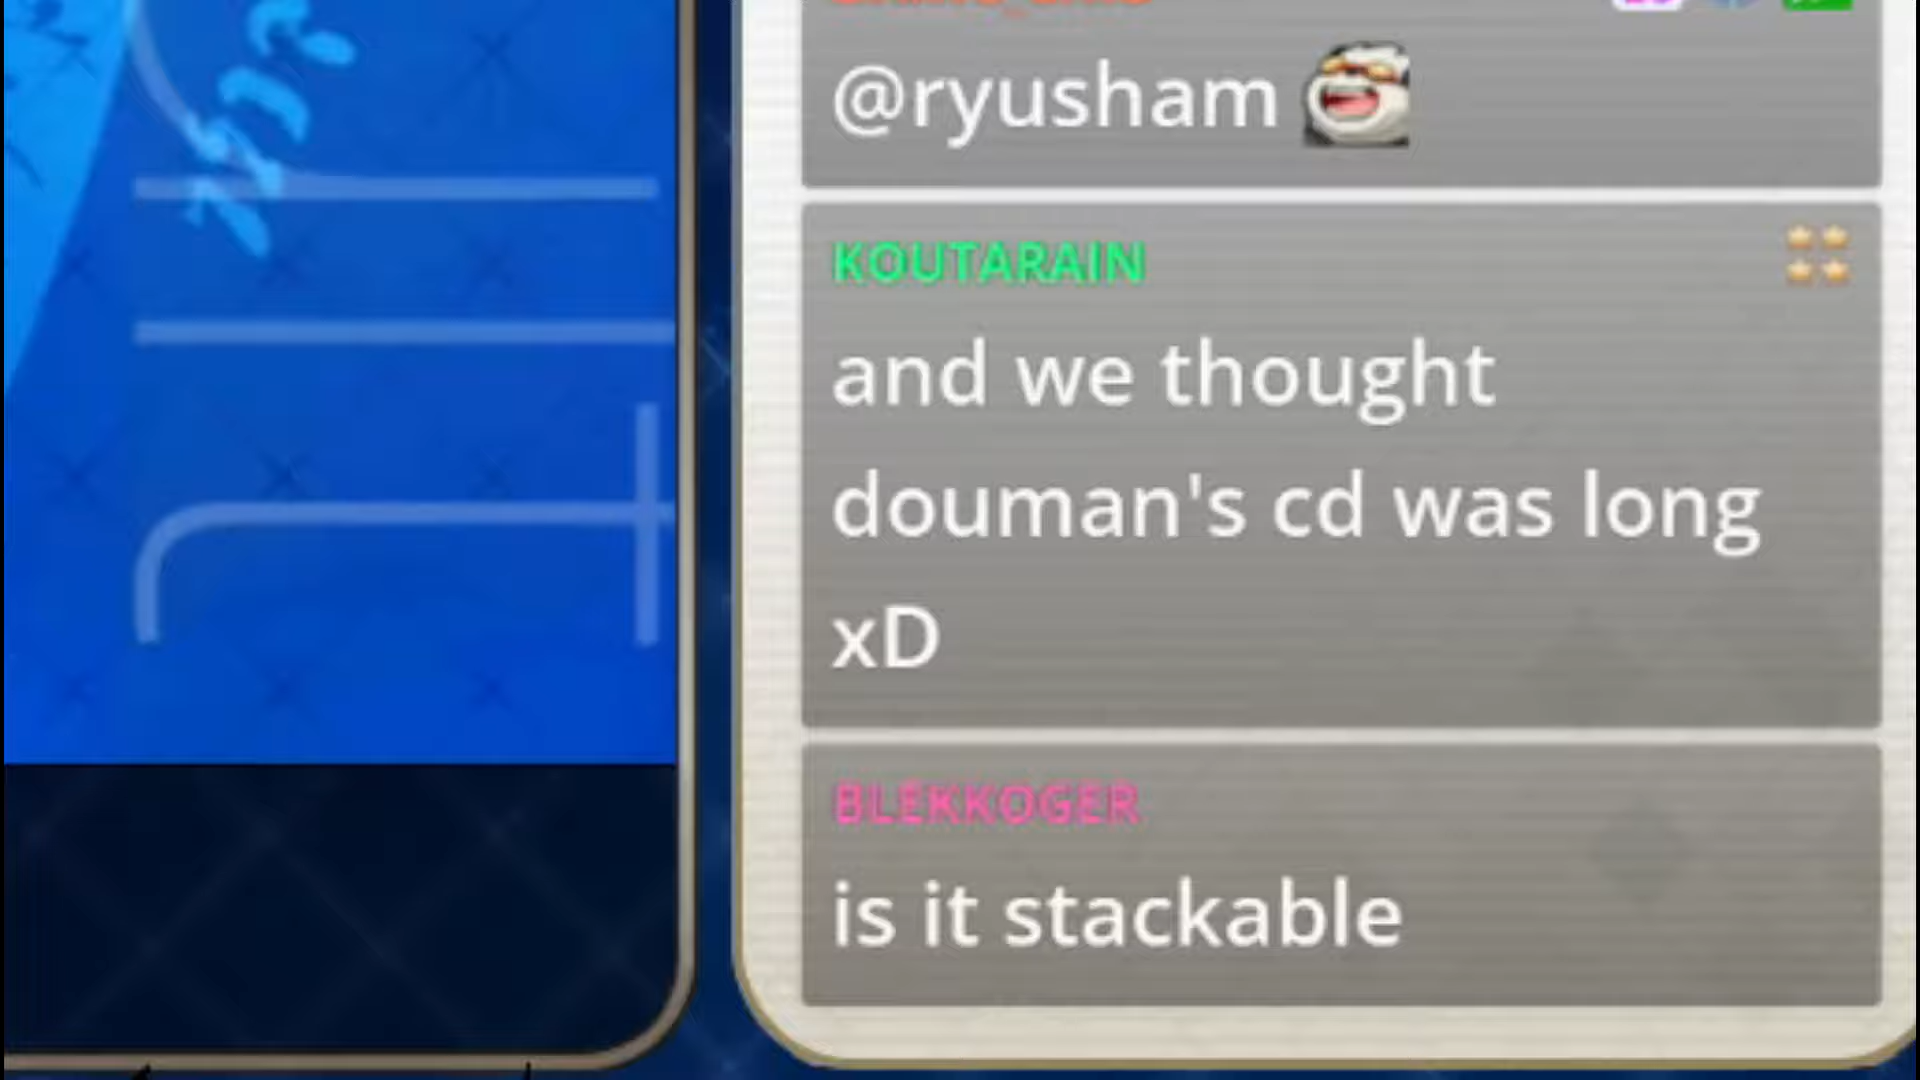 @ryusham
KOUTARAIN
and we thought
douman's cd was long
xD
BLEKKOGER
is it stackable